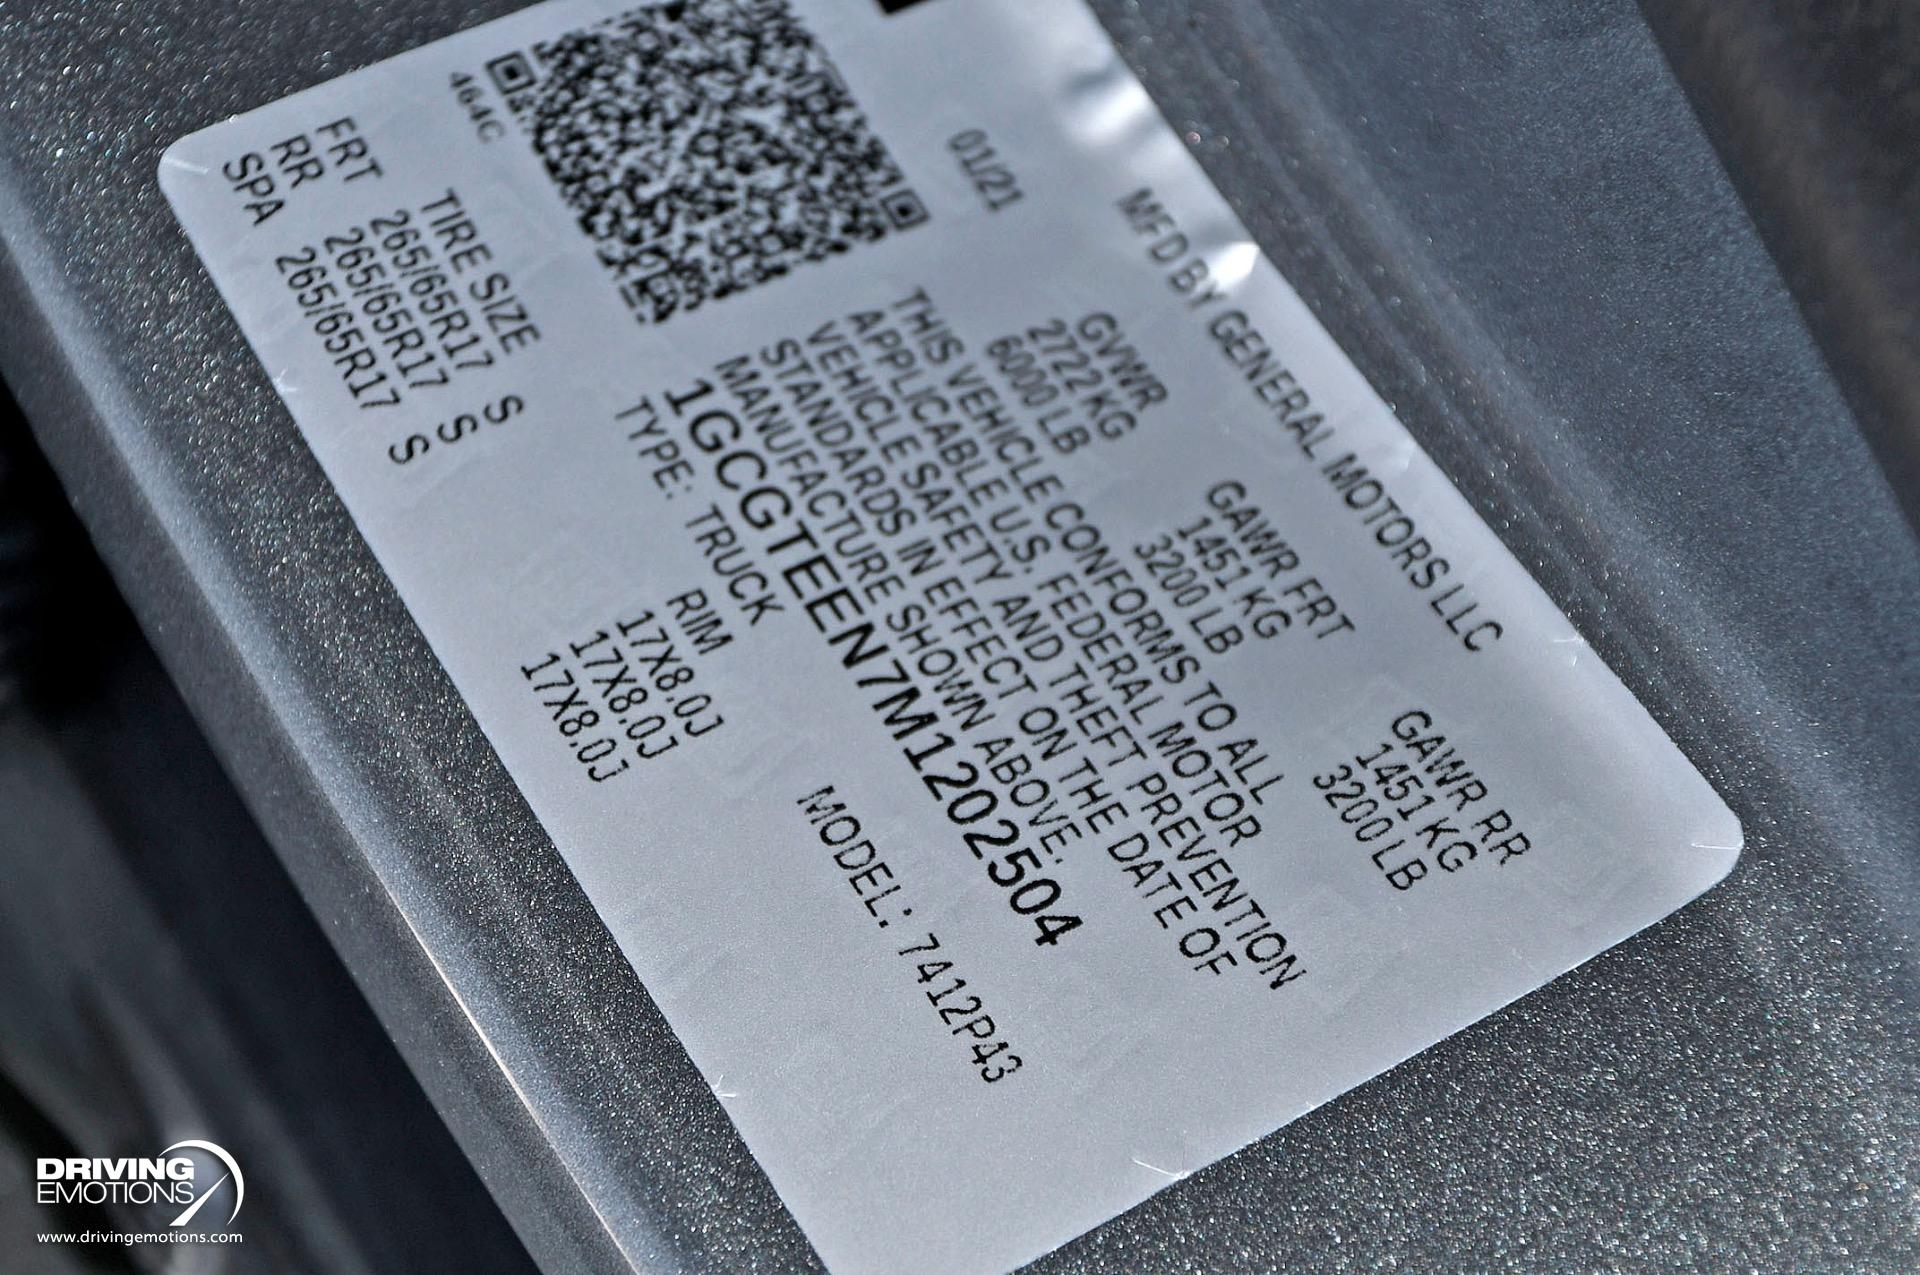 MFD BY GENERAL MOTORS LLC
01/21
GVWR GAWR FRT GAWR RR
2722 KG 1451 KG 1451 KG
6000 LB 3200 LB 3200 LB
THIS VEHICLE CONFORMS TO ALL
APPLICABLE U.S. FEDERAL MOTOR
VEHICLE SAFETY AND THEFT PREVENTION
STANDARDS IN EFFECT ON THE DATE OF
MANUFACTURE SHOWN ABOVE.
1GCGTEEN7M1202504
TYPE: TRUCK MODEL: 7412P43
464C
TIRE SIZE RIM
FRT 265/65R17 S 17X8.0J
RR 265/65R17 S 17X8.0J
SPA 265/65R17 S 17X8.0J
DRIVING
EMOTIONS
www.drivingemotions.com